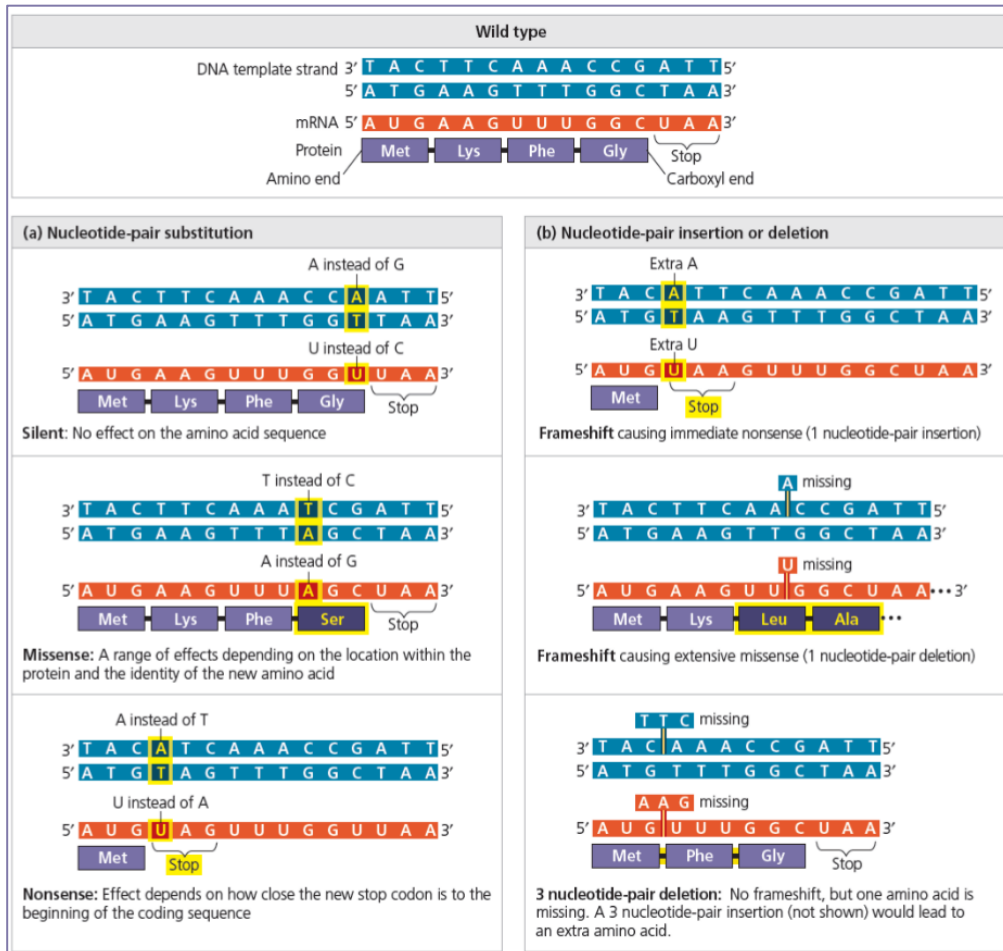 Wild type
DNA template strand 3′ T A C T T C A A A C C G A T T 5′
5′ A T G A A G T T T G G C T A A 3′
mRNA 5′ A U G A A G U U U G G C U A A 3′
Protein Met Lys Phe Gly Stop
Amino end Carboxyl end
(a) Nucleotide-pair substitution
A instead of G
3′ T A C T T C A A A C C A A T T 5′
5′ A T G A A G T T T G G T T A A 3′
U instead of C
5′ A U G A A G U U U G G U U A A 3′
Met Lys Phe Gly Stop
Silent: No effect on the amino acid sequence
T instead of C
3′ T A C T T C A A A T C G A T T 5′
5′ A T G A A G T T T A G C T A A 3′
A instead of G
5′ A U G A A G U U U A G C U A A 3′
Met Lys Phe Ser Stop
Missense: A range of effects depending on the location within the
protein and the identity of the new amino acid
A instead of T
3′ T A C A T C A A A C C G A T T 5′
5′ A T G T A G T T T G G C T A A 3′
U instead of A
5′ A U G U A G U U U G G U U A A 3′
Met Stop
Nonsense: Effect depends on how close the new stop codon is to the
beginning of the coding sequence
(b) Nucleotide-pair insertion or deletion
Extra A
3′ T A C A T T C A A A C C G A T T 5′
5′ A T G T A A G T T T G G C T A A 3′
Extra U
5′ A U G U A A G U U U G G C U A A 3′
Met Stop
Frameshift causing immediate nonsense (1 nucleotide-pair insertion)
A missing
3′ T A C T T C A A C C G A T T 5′
5′ A T G A A G T T G G C T A A 3′
U missing
5′ A U G A A G U U G G C U A A ••• 3′
Met Lys Leu Ala •••
Frameshift causing extensive missense (1 nucleotide-pair deletion)
T T C missing
3′ T A C A A A C C G A T T 5′
5′ A T G T T T G G C T A A 3′
A A G missing
5′ A U G U U U G G C U A A 3′
Met Phe Gly Stop
3 nucleotide-pair deletion: No frameshift, but one amino acid is
missing. A 3 nucleotide-pair insertion (not shown) would lead to
an extra amino acid.